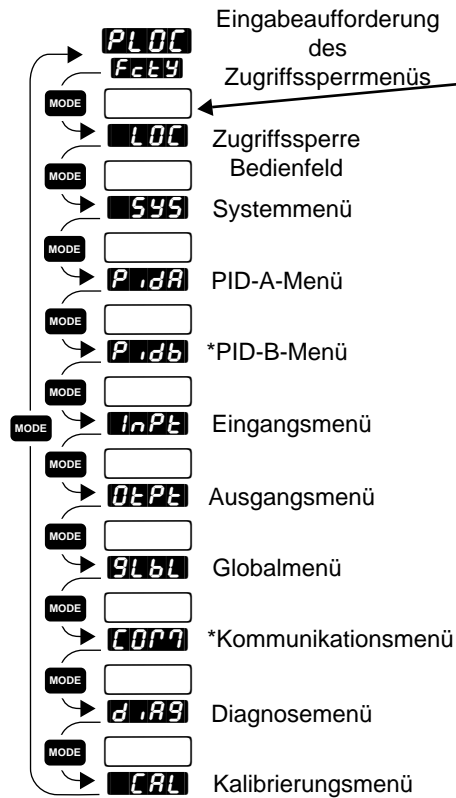 PLOC
Eingabeaufforderung
des
Zugriffssperrmenüs
FctY
MODE
LOC
Zugriffssperre
Bedienfeld
MODE
SYS
Systemmenü
MODE
PidA
PID-A-Menü
MODE
Pidb
*PID-B-Menü
MODE
InPt
Eingangsmenü
MODE
MODE
OtPt
Ausgangsmenü
MODE
gLbL
Globalmenü
MODE
COM
*Kommunikationsmenü
MODE
diAg
Diagnosemenü
MODE
CAL
Kalibrierungsmenü